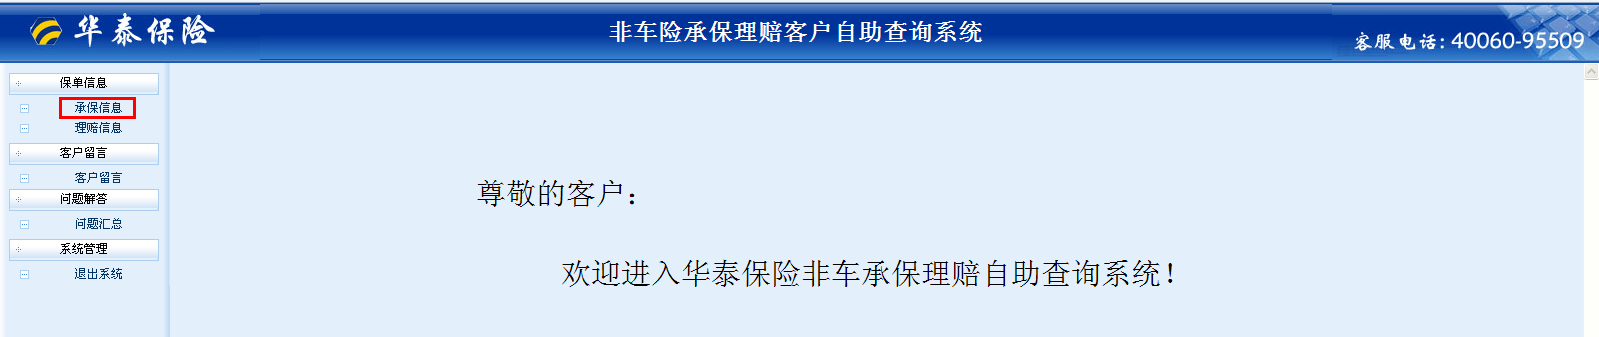 华泰保险
非车险承保理赔客户自助查询系统
客服电话: 40060-95509
保单信息
承保信息
理赔信息
客户留言
客户留言
问题解答
问题汇总
系统管理
退出系统
尊敬的客户：
欢迎进入华泰保险非车承保理赔自助查询系统！